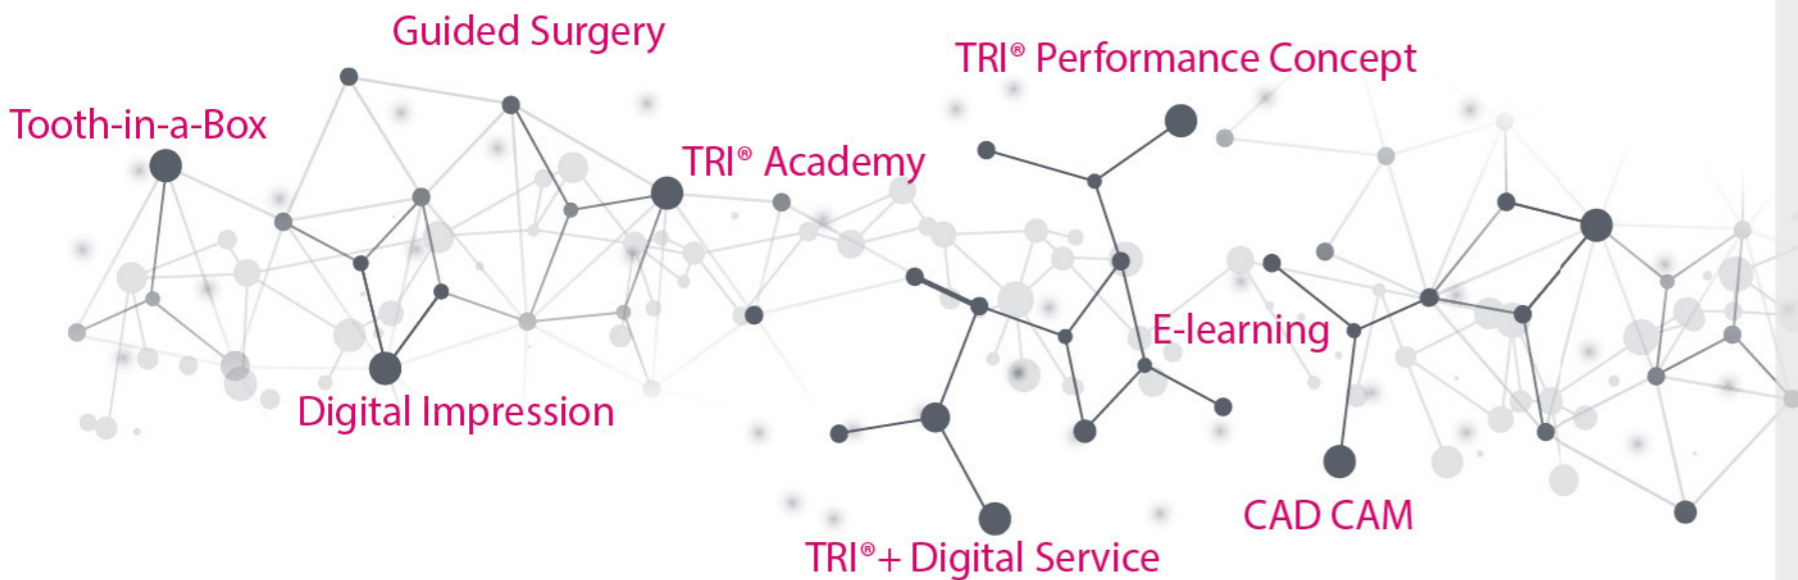 Guided Surgery
TRI® Performance Concept
Tooth-in-a-Box
TRI® Academy
E-learning
Digital Impression
CAD CAM
TRI®+ Digital Service